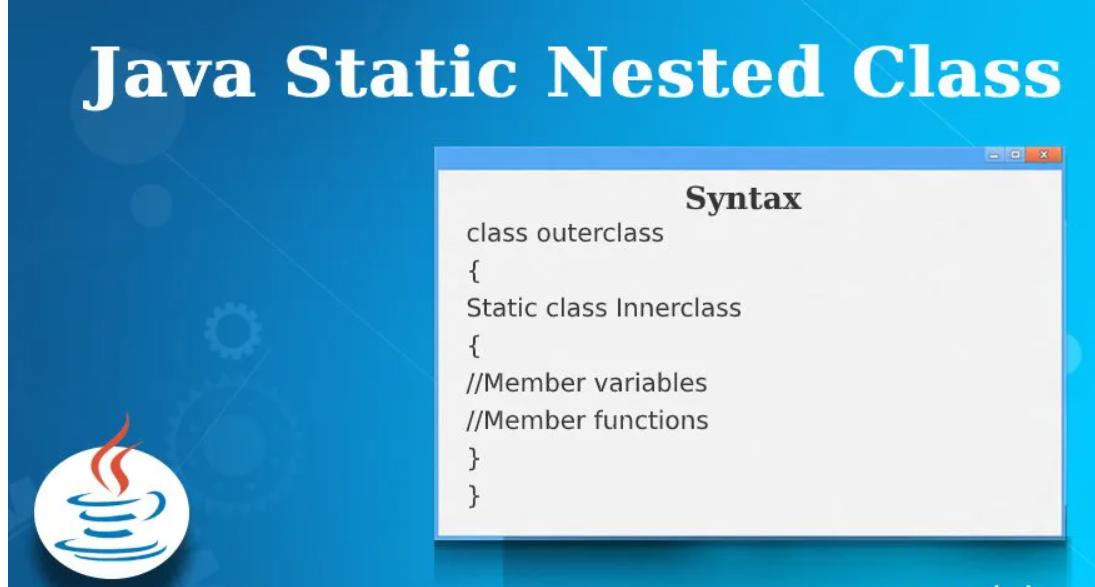 Java Static Nested Class
Syntax
class outerclass
{
Static class Innerclass
{
//Member variables
//Member functions
}
}